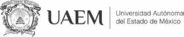 UAEM
Universidad Autónoma
del Estado de México